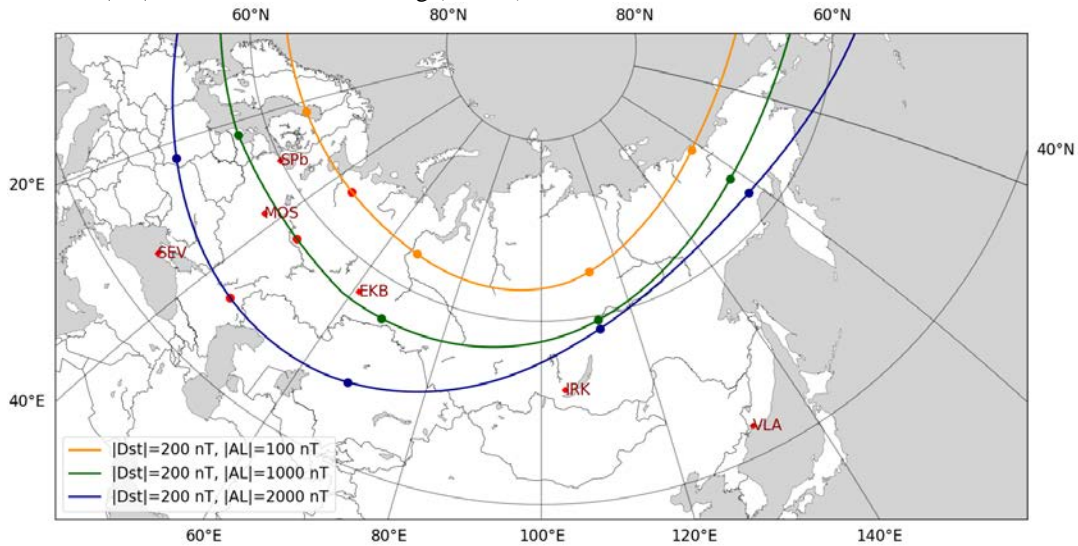 60°N 80°N 80°N 60°N
40°N
SPb
20°E
MOS
SEV
EKB
IRK
40°E
VLA
|Dst|=200 nT, |AL|=100 nT
|Dst|=200 nT, |AL|=1000 nT
|Dst|=200 nT, |AL|=2000 nT
60°E 80°E 100°E 120°E 140°E